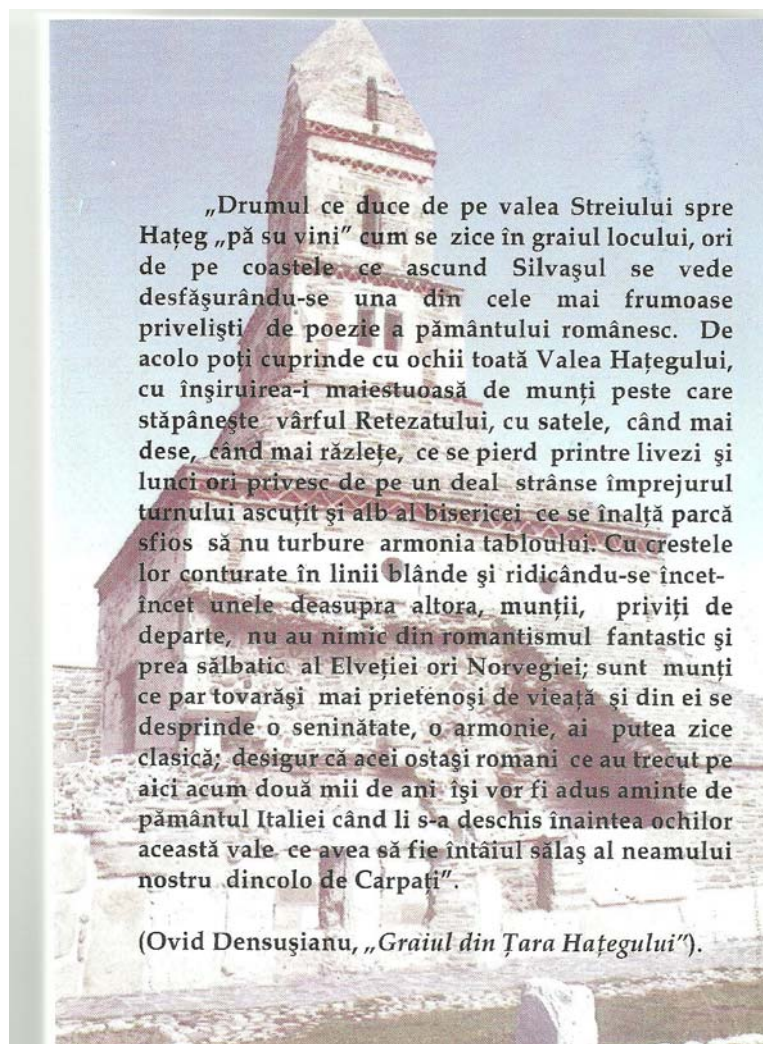 „Drumul ce duce de pe valea Streiului spre
Haţeg „pă su vini” cum se zice în graiul locului, ori
de pe coastele ce ascund Silvaşul se vede
desfăşurându-se una din cele mai frumoase
privelişti de poezie a pământului românesc. De
acolo poţi cuprinde cu ochii toată Valea Haţegului,
cu înşiruirea-i maiestuoasă de munţi peste care
stăpâneşte vârful Retezatului, cu satele, când mai
dese, când mai răzleţe, ce se pierd printre livezi şi
lunci ori privesc de pe un deal strânse împrejurul
turnului ascuţit şi alb al bisericei ce se înalţă parcă
sfios să nu turbure armonia tabloului. Cu crestele
lor conturate în linii blânde şi ridicându-se încet-
încet unele deasupra altora, munţii, priviţi de
departe, nu au nimic din romantismul fantastic şi
prea sălbatic al Elveţiei ori Norvegiei; sunt munţi
ce par tovarăşi mai prietenoşi de vieaţă şi din ei se
desprinde o seninătate, o armonie, ai putea zice
clasică; desigur că acei ostaşi romani ce au trecut pe
aici acum două mii de ani îşi vor fi adus aminte de
pământul Italiei când li s-a deschis înaintea ochilor
această vale ce avea să fie întâiul sălaş al neamului
nostru dincolo de Carpaţi”.
(Ovid Densuşianu, „Graiul din Ţara Haţegului”).